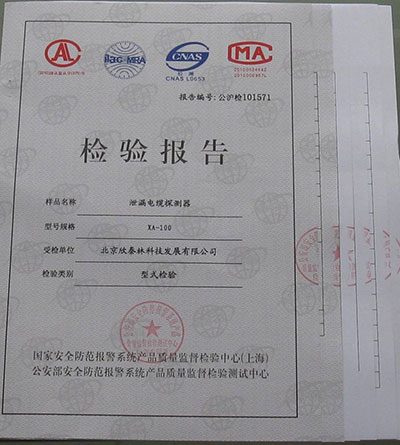 AL
ilac-MRA
CNAS
CNAS L0653
MA
报告编号:公沪检101571
检验报告
样品名称 泄漏电缆探测器
型号规格 XA-100
受检单位 北京欣泰林科技发展有限公司
检验类别 型式检验
国家安全防范报警系统产品质量监督检验中心(上海)
公安部安全防范报警系统产品质量监督检验测试中心